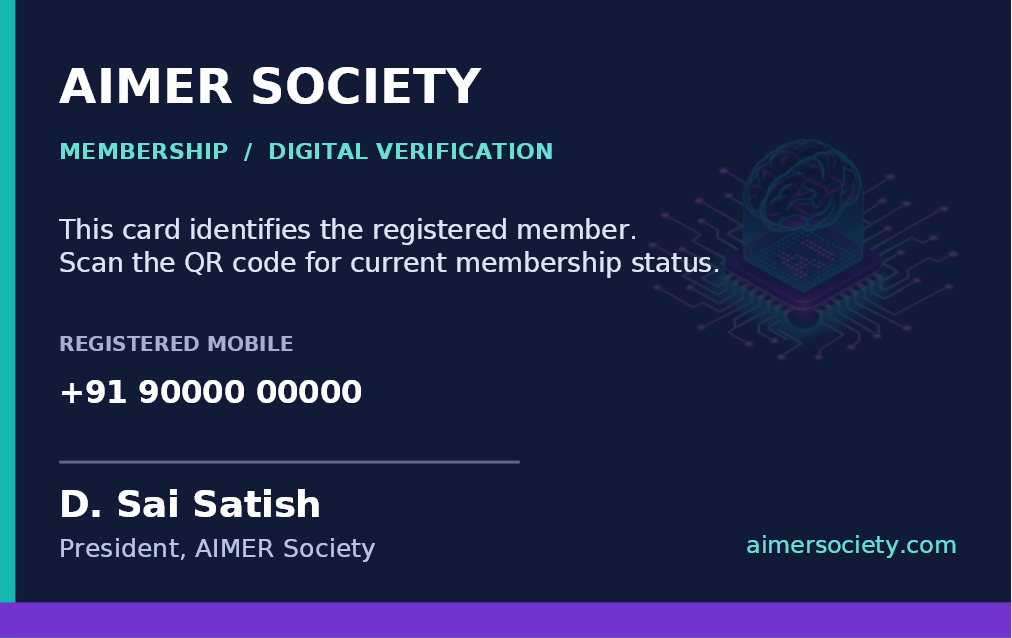 AIMER SOCIETY
MEMBERSHIP / DIGITAL VERIFICATION
This card identifies the registered member.
Scan the QR code for current membership status.
REGISTERED MOBILE
+91 90000 00000
D. Sai Satish
President, AIMER Society
aimersociety.com